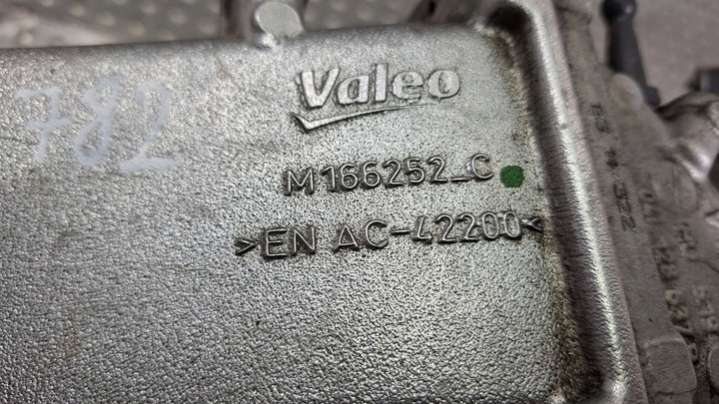 Valeo
782
M166252_C
>EN AC-42200<